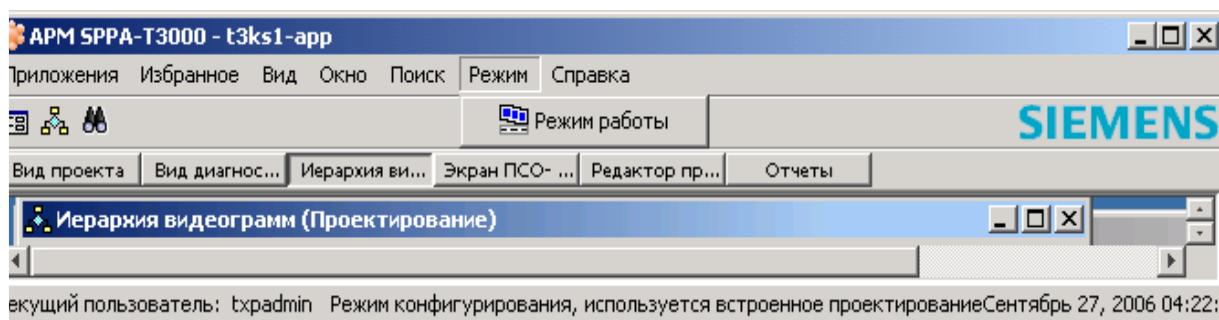 АРМ SPPA-T3000 - t3ks1-app
Приложения Избранное Вид Окно Поиск Режим Справка
Режим работы
SIEMENS
Вид проекта Вид диагнос... Иерархия ви... Экран ПСО- ... Редактор пр... Отчеты
Иерархия видеограмм (Проектирование)
екущий пользователь: txpadmin Режим конфигурирования, используется встроенное проектированиеСентябрь 27, 2006 04:22: